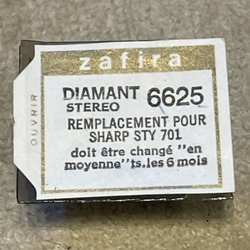 zafira
OUVRIR
DIAMANT 6625
STEREO
REMPLACEMENT POUR
SHARP STY 701
doit être changé "en
moyenne"ts.les 6 mois